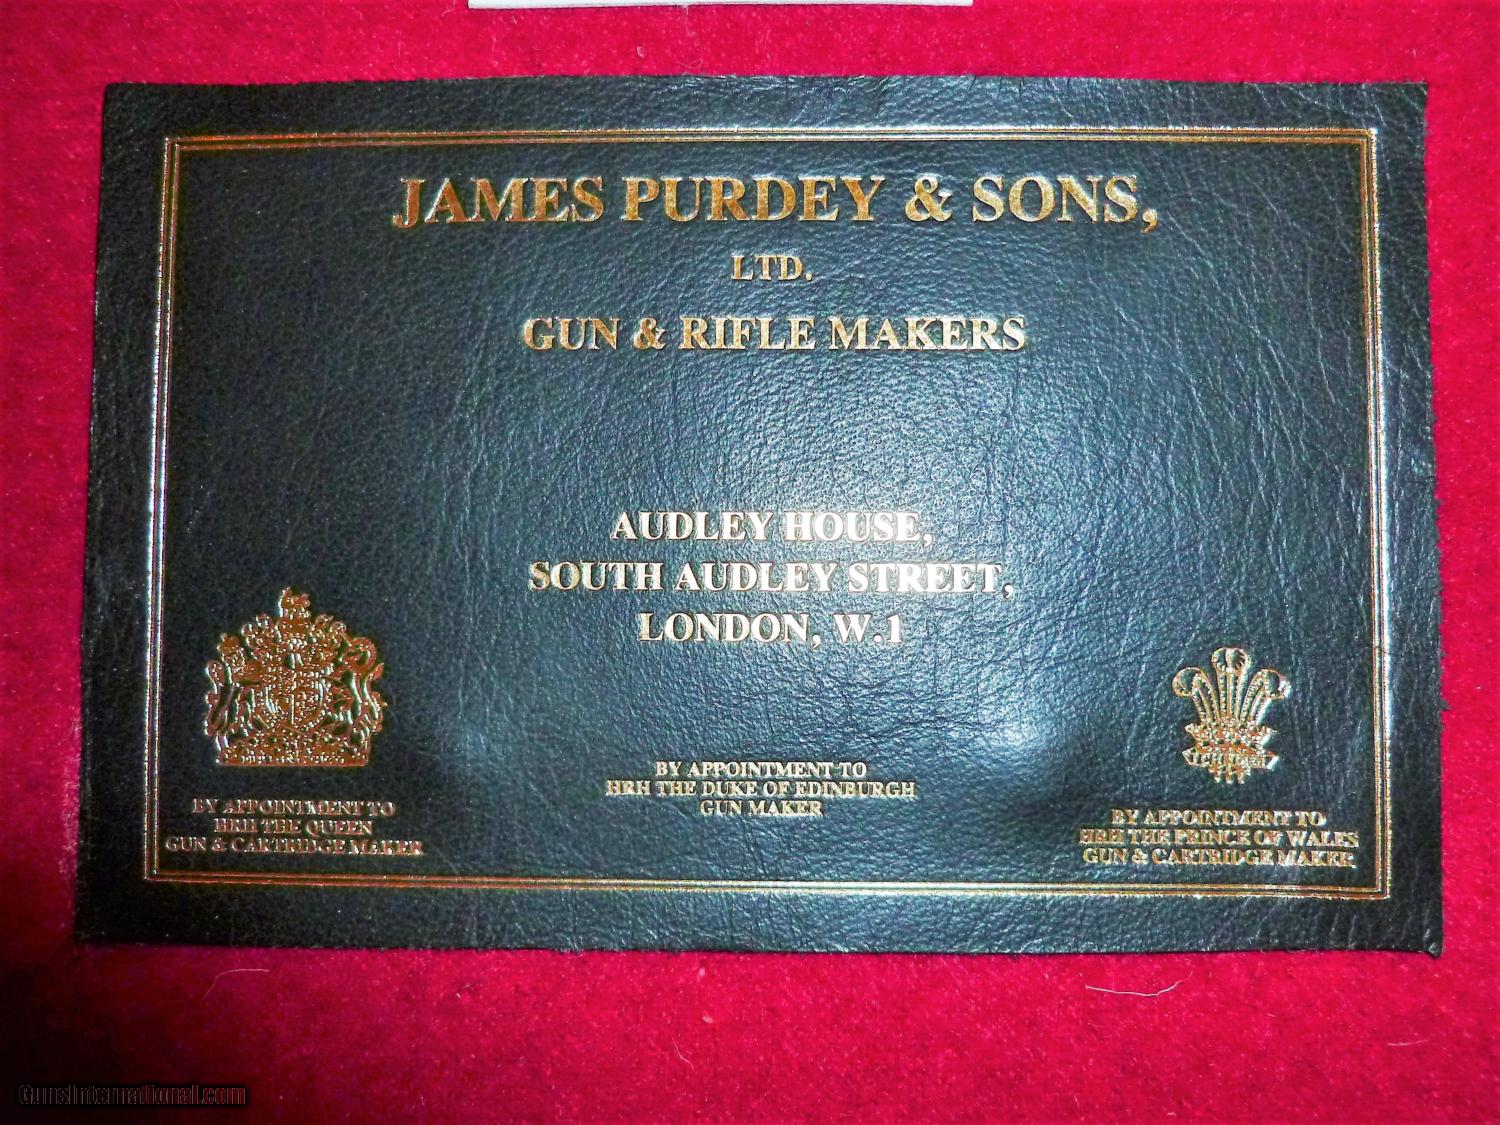 JAMES PURDEY & SONS,
LTD.
GUN & RIFLE MAKERS
AUDLEY HOUSE,
SOUTH AUDLEY STREET,
LONDON, W.1
BY APPOINTMENT TO
HRH THE QUEEN
GUN & CARTRIDGE MAKER
BY APPOINTMENT TO
HRH THE DUKE OF EDINBURGH
GUN MAKER
BY APPOINTMENT TO
HRH THE PRINCE OF WALES
GUN & CARTRIDGE MAKER
GunsInternational.com